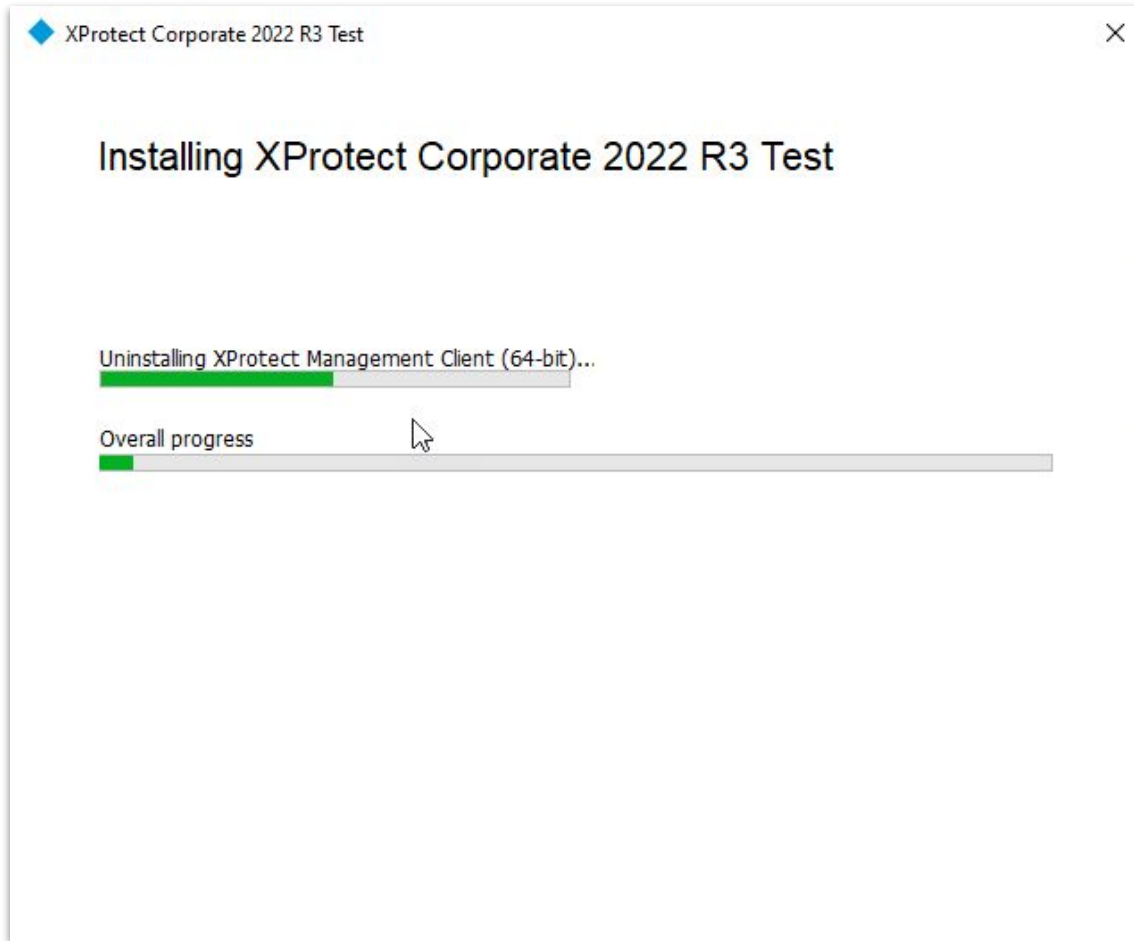 XProtect Corporate 2022 R3 Test
Installing XProtect Corporate 2022 R3 Test
Uninstalling XProtect Management Client (64-bit)...
Overall progress